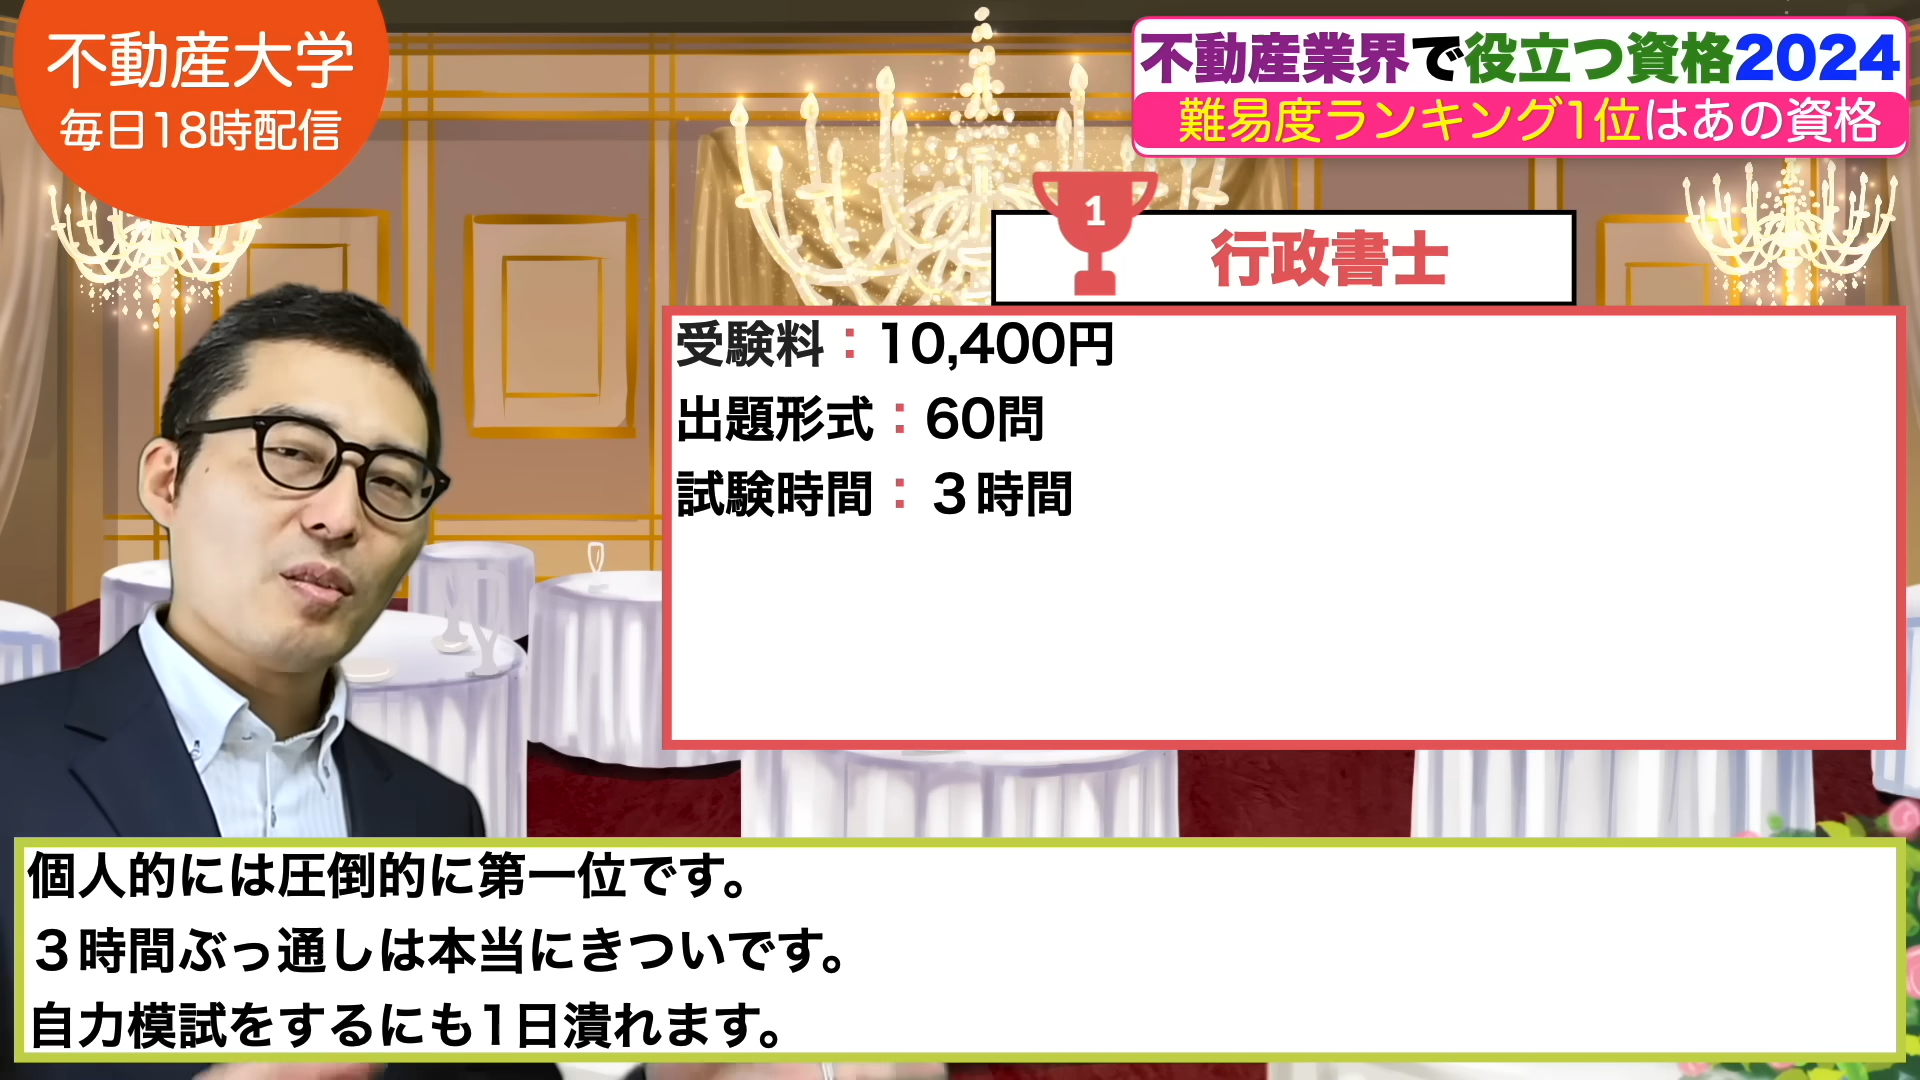 不動産大学
毎日18時配信
不動産業界で役立つ資格2024
難易度ランキング1位はあの資格
1
行政書士
受験料：10,400円
出題形式：60問
試験時間：３時間
個人的には圧倒的に第一位です。
３時間ぶっ通しは本当にきついです。
自力模試をするにも1日潰れます。